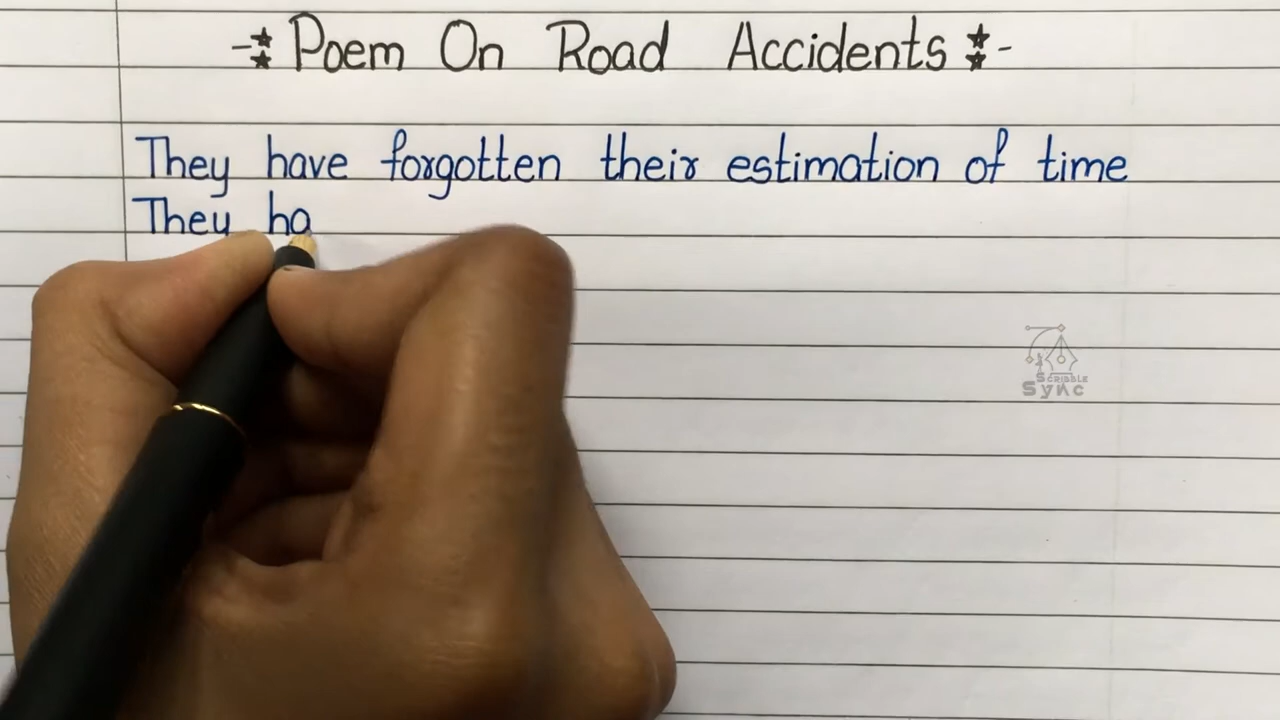 -⁑ Poem On Road Accidents ⁑-
They have forgotten their estimation of time
They ha
Scribble
Sync